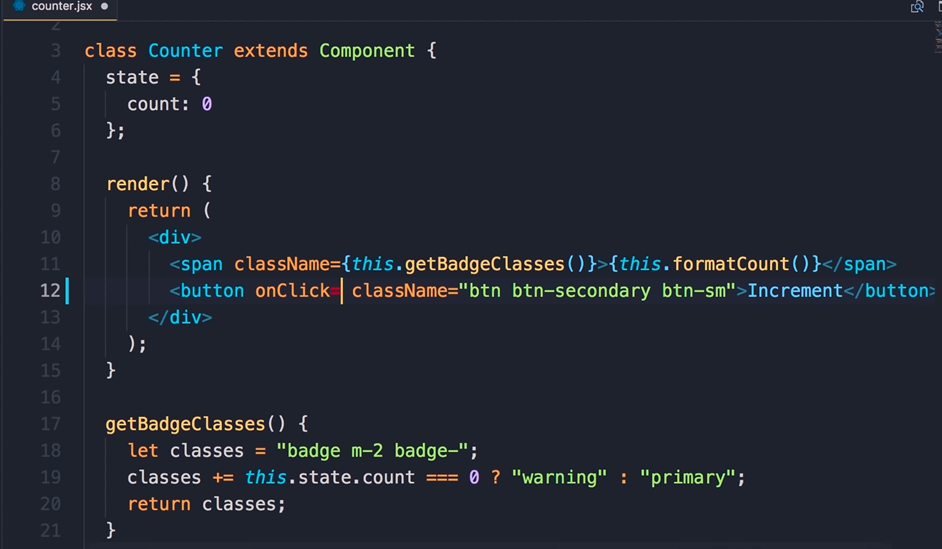 counter.jsx
2
3 class Counter extends Component {
4 state = {
5 count: 0
6 };
7
8 render() {
9 return (
10 <div>
11 <span className={this.getBadgeClasses()}>{this.formatCount()}</span>
12 <button onClick= className="btn btn-secondary btn-sm">Increment</button>
13 </div>
14 );
15 }
16
17 getBadgeClasses() {
18 let classes = "badge m-2 badge-";
19 classes += this.state.count === 0 ? "warning" : "primary";
20 return classes;
21 }